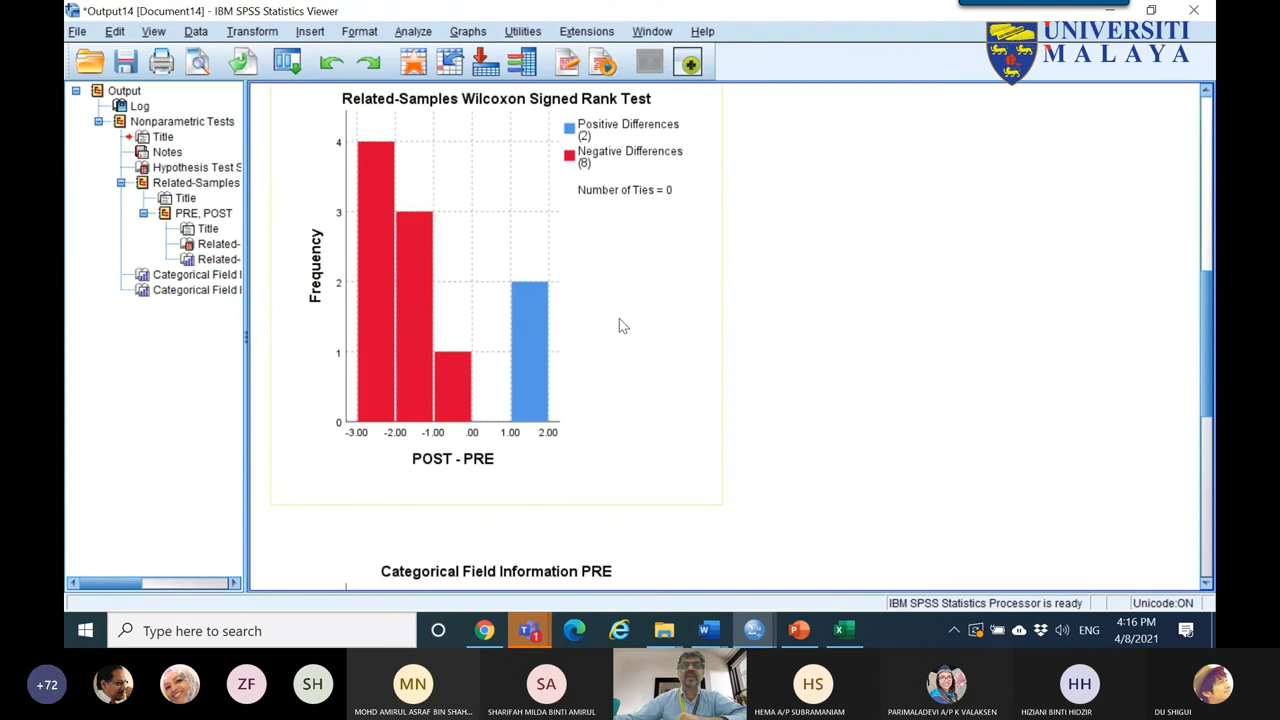 *Output14 [Document14] - IBM SPSS Statistics Viewer
UNIVERSITI
MALAYA
File Edit View Data Transform Insert Format Analyze Graphs Utilities Extensions Window Help
Output
Log
Nonparametric Tests
Title
Notes
Hypothesis Test S
Related-Samples
Title
PRE, POST
Title
Related-
Related-
Categorical Field I
Categorical Field I
Related-Samples Wilcoxon Signed Rank Test
Positive Differences
(2)
Negative Differences
(8)
Number of Ties = 0
4
3
2
1
0
Frequency
-3.00 -2.00 -1.00 .00 1.00 2.00
POST - PRE
Categorical Field Information PRE
IBM SPSS Statistics Processor is ready
Unicode:ON
Type here to search
1
ENG
4:16 PM
4/8/2021
+72
ZF
SH
MN
MOHD AMIRUL ASRAF BIN SHAH...
SA
SHARIFAH MILDA BINTI AMIRUL
HS
HEMA A/P SUBRAMANIAM
PARIMALADEVI A/P K VALAKSEN
HH
HIZIANI BINTI HIDZIR
DU SHIGUI